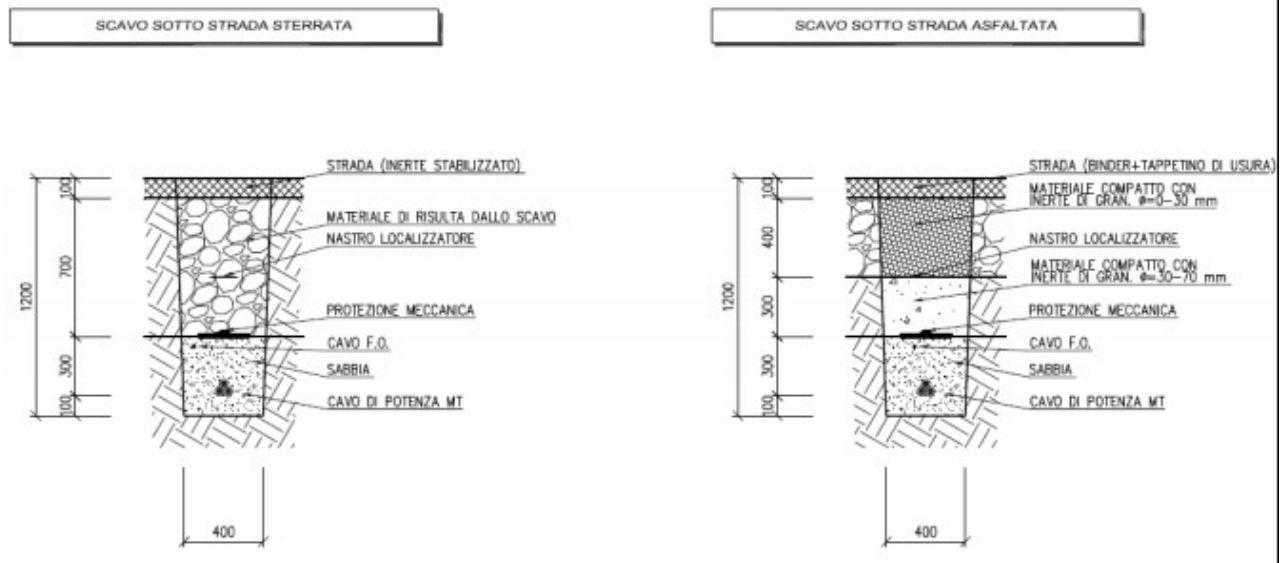 SCAVO SOTTO STRADA STERRATA
STRADA (INERTE STABILIZZATO)
MATERIALE DI RISULTA DALLO SCAVO
NASTRO LOCALIZZATORE
PROTEZIONE MECCANICA
CAVO F.O.
SABBIA
CAVO DI POTENZA MT
1200
100
700
300
100
400
SCAVO SOTTO STRADA ASFALTATA
STRADA (BINDER+TAPPETINO DI USURA)
MATERIALE COMPATTO CON
INERTE DI GRAN. ø=0-30 mm
NASTRO LOCALIZZATORE
MATERIALE COMPATTO CON
INERTE DI GRAN. ø=30-70 mm
PROTEZIONE MECCANICA
CAVO F.O.
SABBIA
CAVO DI POTENZA MT
1200
100
400
300
300
100
400